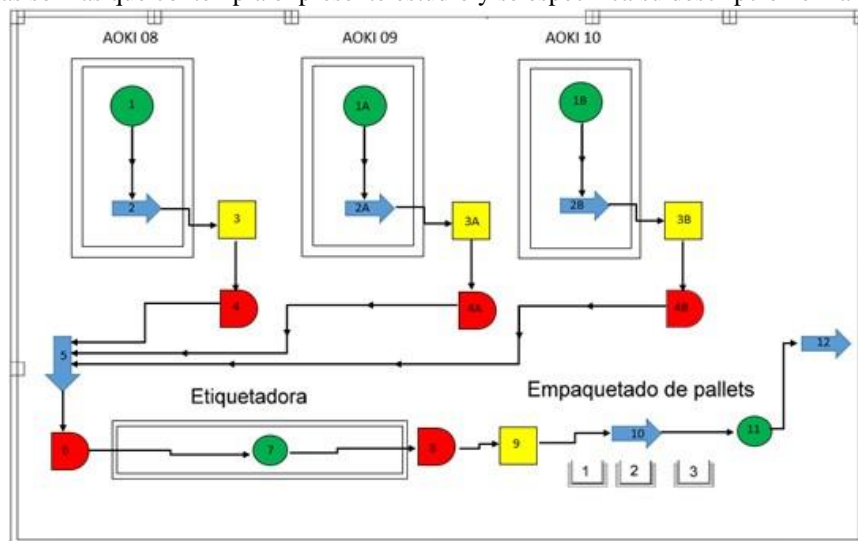 AOKI 08 AOKI 09 AOKI 10
1 1A 1B
2 2A 2B
3 3A 3B
4 4A 4B
5 12
Etiquetadora Empaquetado de pallets
6 7 8 9 10 11
1 2 3